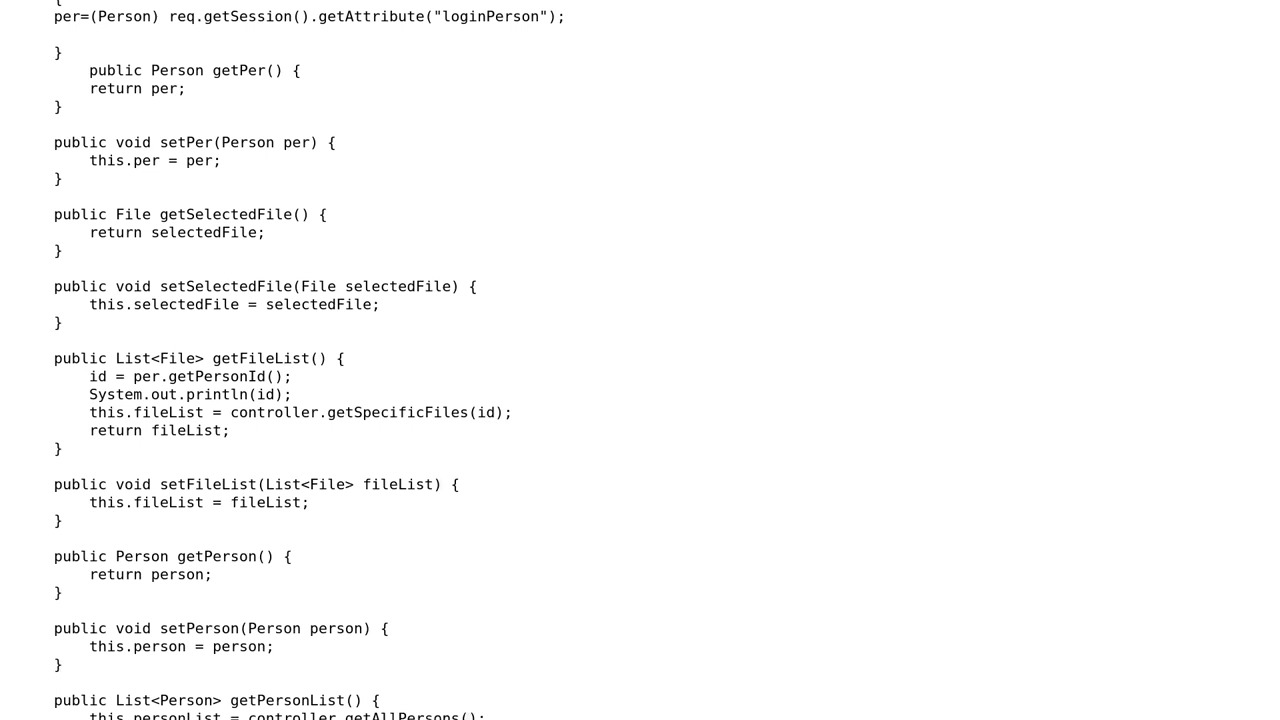 {
per=(Person) req.getSession().getAttribute("loginPerson");
}
public Person getPer() {
return per;
}
public void setPer(Person per) {
this.per = per;
}
public File getSelectedFile() {
return selectedFile;
}
public void setSelectedFile(File selectedFile) {
this.selectedFile = selectedFile;
}
public List<File> getFileList() {
id = per.getPersonId();
System.out.println(id);
this.fileList = controller.getSpecificFiles(id);
return fileList;
}
public void setFileList(List<File> fileList) {
this.fileList = fileList;
}
public Person getPerson() {
return person;
}
public void setPerson(Person person) {
this.person = person;
}
public List<Person> getPersonList() {
this.personList = controller.getAllPersons();